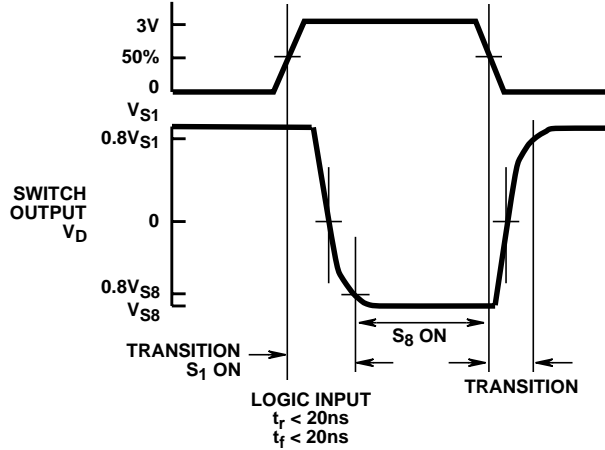 3V
50%
0
VS1
0.8VS1
SWITCH
OUTPUT
VD
0
0.8VS8
VS8
S8 ON
TRANSITION
S1 ON
TRANSITION
LOGIC INPUT
tr < 20ns
tf < 20ns